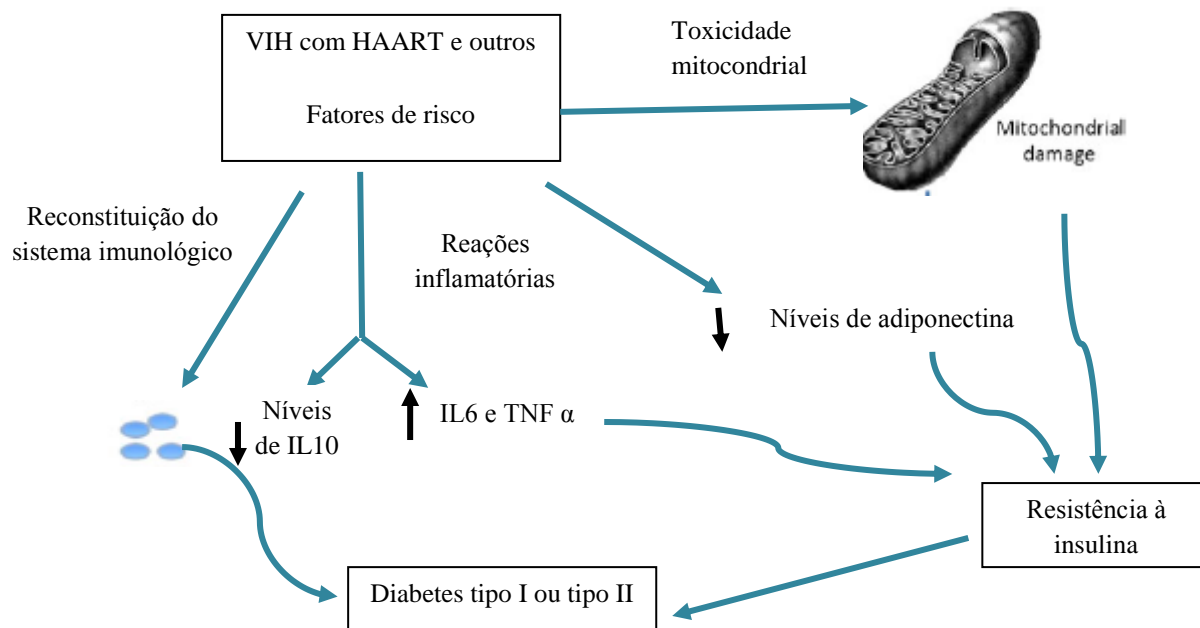 VIH com HAART e outros
Fatores de risco
Toxicidade
mitocondrial
Mitochondrial
damage
Reconstituição do
sistema imunológico
Reações
inflamatórias
Níveis de adiponectina
Níveis
de IL10
IL6 e TNF α
Resistência à
insulina
Diabetes tipo I ou tipo II